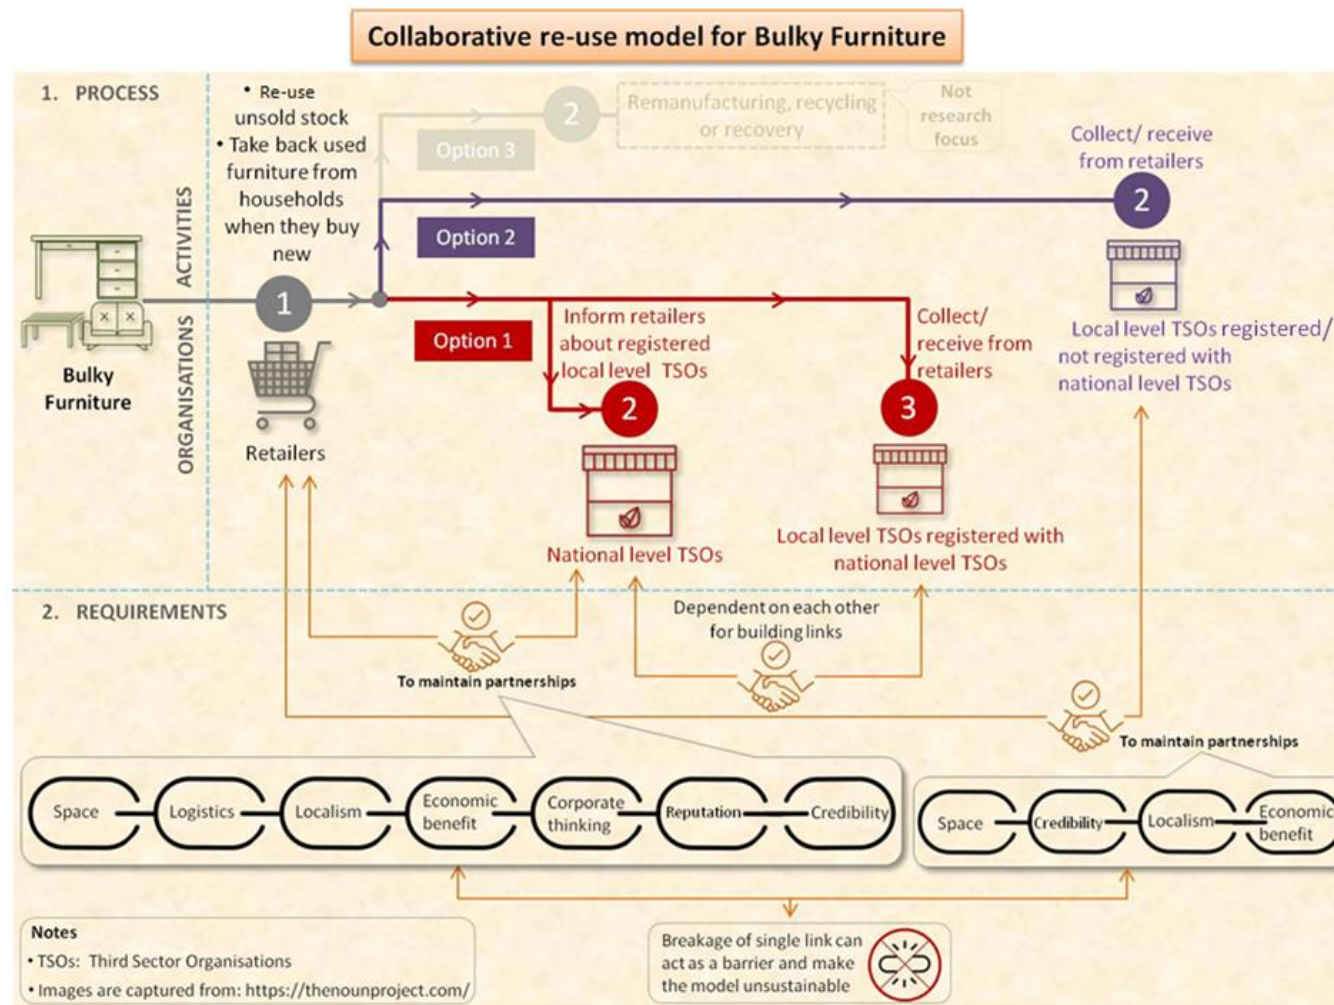 Collaborative re-use model for Bulky Furniture
1. PROCESS
• Re-use
unsold stock
• Take back used
furniture from
households
when they buy
new
ACTIVITIES
ORGANISATIONS
Bulky
Furniture
1
Retailers
Option 3
2
Remanufacturing, recycling
or recovery
Not
research
focus
Option 2
Collect/ receive
from retailers
2
Local level TSOs registered/
not registered with
national level TSOs
Option 1
Inform retailers
about registered
local level TSOs
2
National level TSOs
Collect/
receive from
retailers
3
Local level TSOs registered with
national level TSOs
2. REQUIREMENTS
To maintain partnerships
Dependent on each other
for building links
To maintain partnerships
Space
Logistics
Localism
Economic
benefit
Corporate
thinking
Reputation
Credibility
Space
Credibility
Localism
Economic
benefit
Notes
• TSOs: Third Sector Organisations
• Images are captured from: https://thenounproject.com/
Breakage of single link can
act as a barrier and make
the model unsustainable